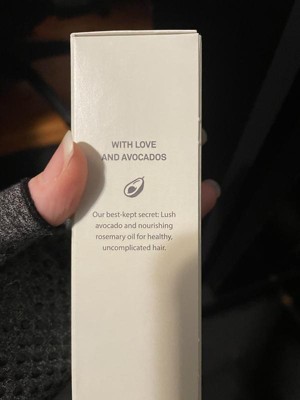 WITH LOVE
AND AVOCADOS
Our best-kept secret: Lush
avocado and nourishing
rosemary oil for healthy,
uncomplicated hair.